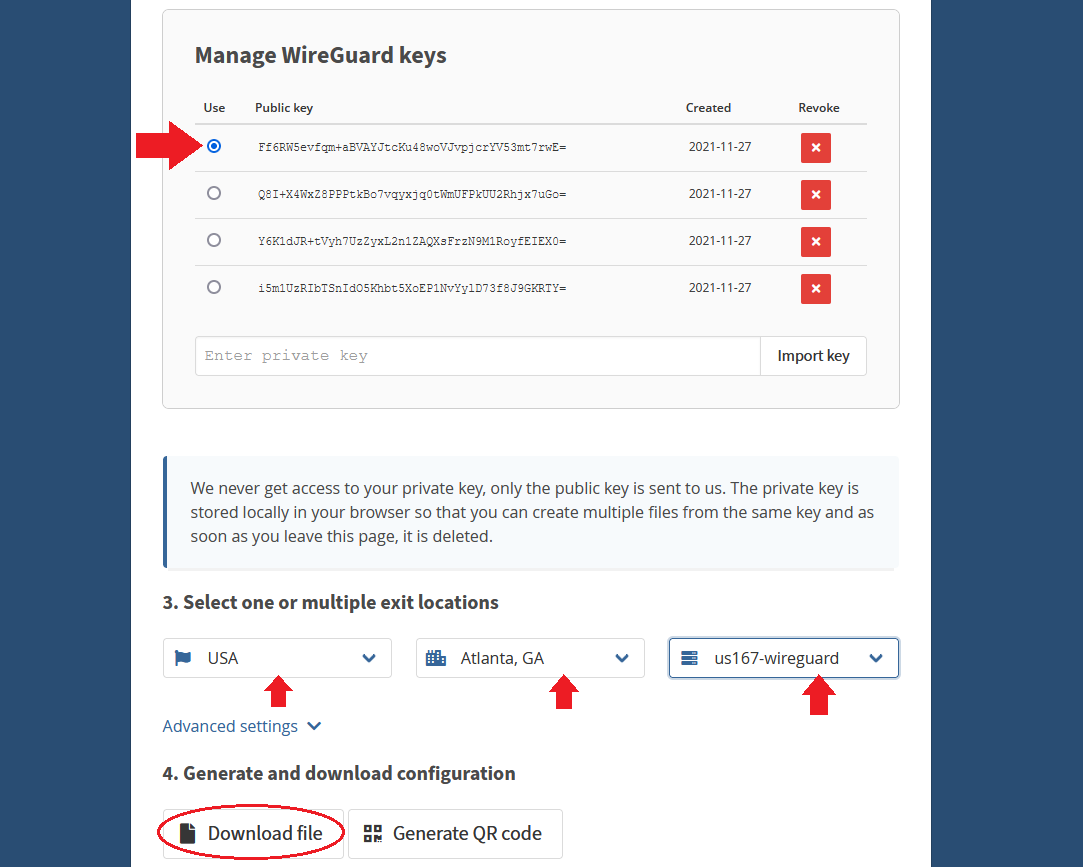 Manage WireGuard keys
Use Public key Created Revoke
Ff6RW5evfqm+aBVAYJtcKu48woVJvpjcrYV53mt7rwE= 2021-11-27
Q8I+X4WxZ8PPPtkBo7vqyxjq0tWmUFPkUU2Rhjx7uGo= 2021-11-27
Y6K1dJR+tVyh7UzZyxL2n1ZAQXsFrzN9M1RoyfEIEX0= 2021-11-27
i5m1UzRIbTSnIdO5Khbt5XoEP1NvYylD73f8J9GKRTY= 2021-11-27
Enter private key Import key
We never get access to your private key, only the public key is sent to us. The private key is
stored locally in your browser so that you can create multiple files from the same key and as
soon as you leave this page, it is deleted.
3. Select one or multiple exit locations
USA Atlanta, GA us167-wireguard
Advanced settings
4. Generate and download configuration
Download file Generate QR code